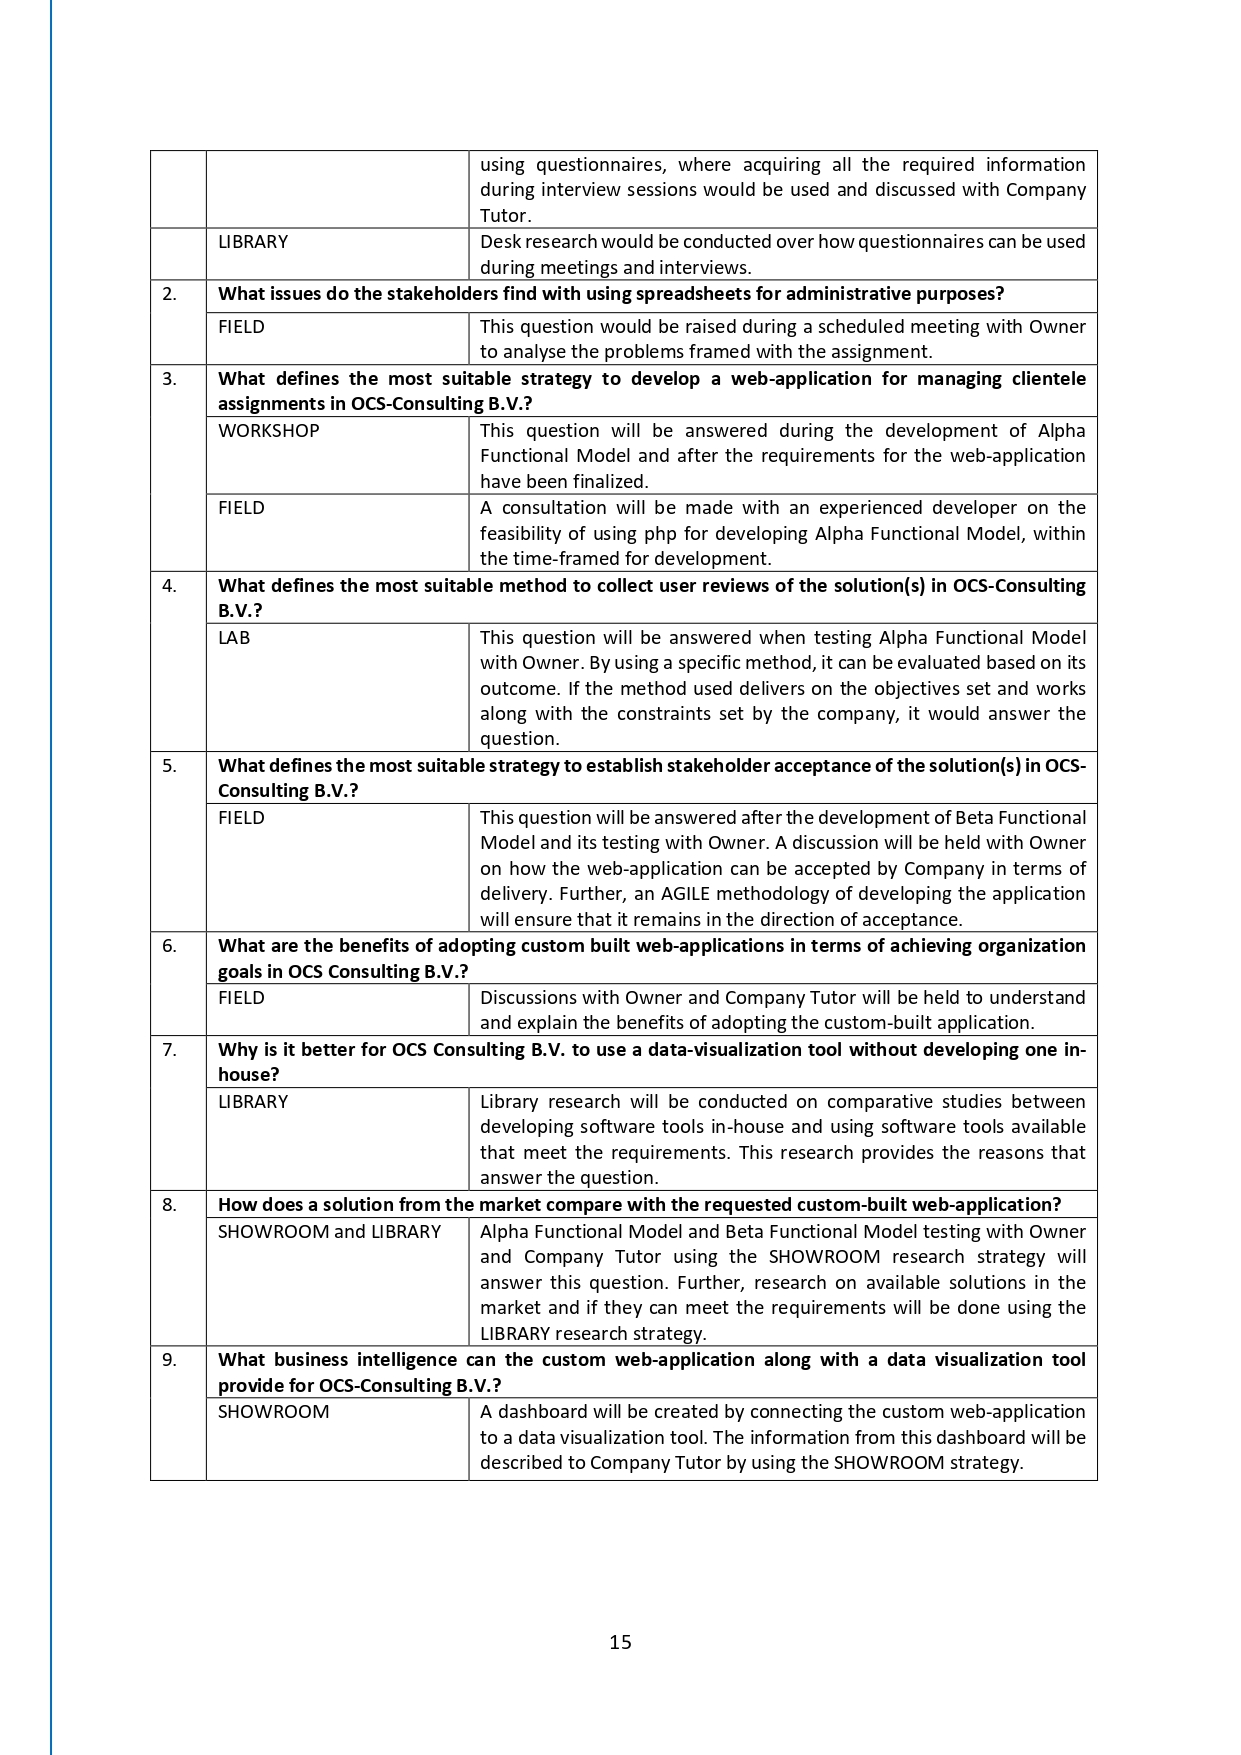 using questionnaires, where acquiring all the required information
during interview sessions would be used and discussed with Company
Tutor.
LIBRARY
Desk research would be conducted over how questionnaires can be used
during meetings and interviews.
2.
What issues do the stakeholders find with using spreadsheets for administrative purposes?
FIELD
This question would be raised during a scheduled meeting with Owner
to analyse the problems framed with the assignment.
3.
What defines the most suitable strategy to develop a web-application for managing clientele
assignments in OCS-Consulting B.V.?
WORKSHOP
This question will be answered during the development of Alpha
Functional Model and after the requirements for the web-application
have been finalized.
FIELD
A consultation will be made with an experienced developer on the
feasibility of using php for developing Alpha Functional Model, within
the time-framed for development.
4.
What defines the most suitable method to collect user reviews of the solution(s) in OCS-Consulting
B.V.?
LAB
This question will be answered when testing Alpha Functional Model
with Owner. By using a specific method, it can be evaluated based on its
outcome. If the method used delivers on the objectives set and works
along with the constraints set by the company, it would answer the
question.
5.
What defines the most suitable strategy to establish stakeholder acceptance of the solution(s) in OCS-
Consulting B.V.?
FIELD
This question will be answered after the development of Beta Functional
Model and its testing with Owner. A discussion will be held with Owner
on how the web-application can be accepted by Company in terms of
delivery. Further, an AGILE methodology of developing the application
will ensure that it remains in the direction of acceptance.
6.
What are the benefits of adopting custom built web-applications in terms of achieving organization
goals in OCS Consulting B.V.?
FIELD
Discussions with Owner and Company Tutor will be held to understand
and explain the benefits of adopting the custom-built application.
7.
Why is it better for OCS Consulting B.V. to use a data-visualization tool without developing one in-
house?
LIBRARY
Library research will be conducted on comparative studies between
developing software tools in-house and using software tools available
that meet the requirements. This research provides the reasons that
answer the question.
8.
How does a solution from the market compare with the requested custom-built web-application?
SHOWROOM and LIBRARY
Alpha Functional Model and Beta Functional Model testing with Owner
and Company Tutor using the SHOWROOM research strategy will
answer this question. Further, research on available solutions in the
market and if they can meet the requirements will be done using the
LIBRARY research strategy.
9.
What business intelligence can the custom web-application along with a data visualization tool
provide for OCS-Consulting B.V.?
SHOWROOM
A dashboard will be created by connecting the custom web-application
to a data visualization tool. The information from this dashboard will be
described to Company Tutor by using the SHOWROOM strategy.
15